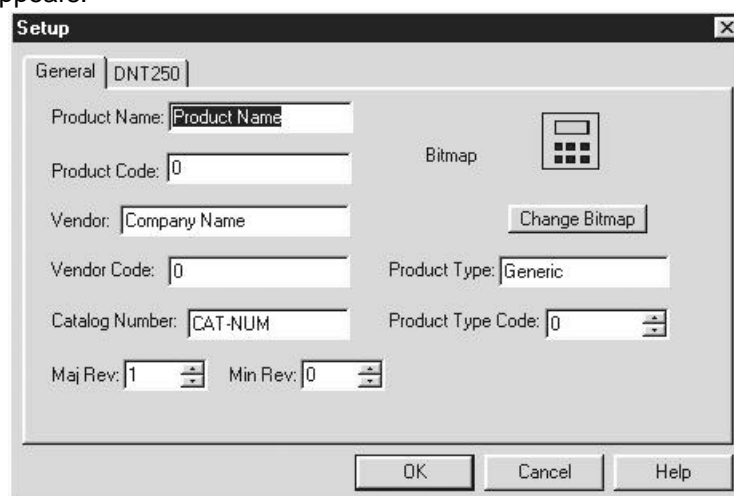 appears.
Setup
General DNT250
Product Name: Product Name
Product Code: 0
Bitmap
Vendor: Company Name
Change Bitmap
Vendor Code: 0
Product Type: Generic
Catalog Number: CAT-NUM
Product Type Code: 0
Maj Rev: 1 Min Rev: 0
OK Cancel Help